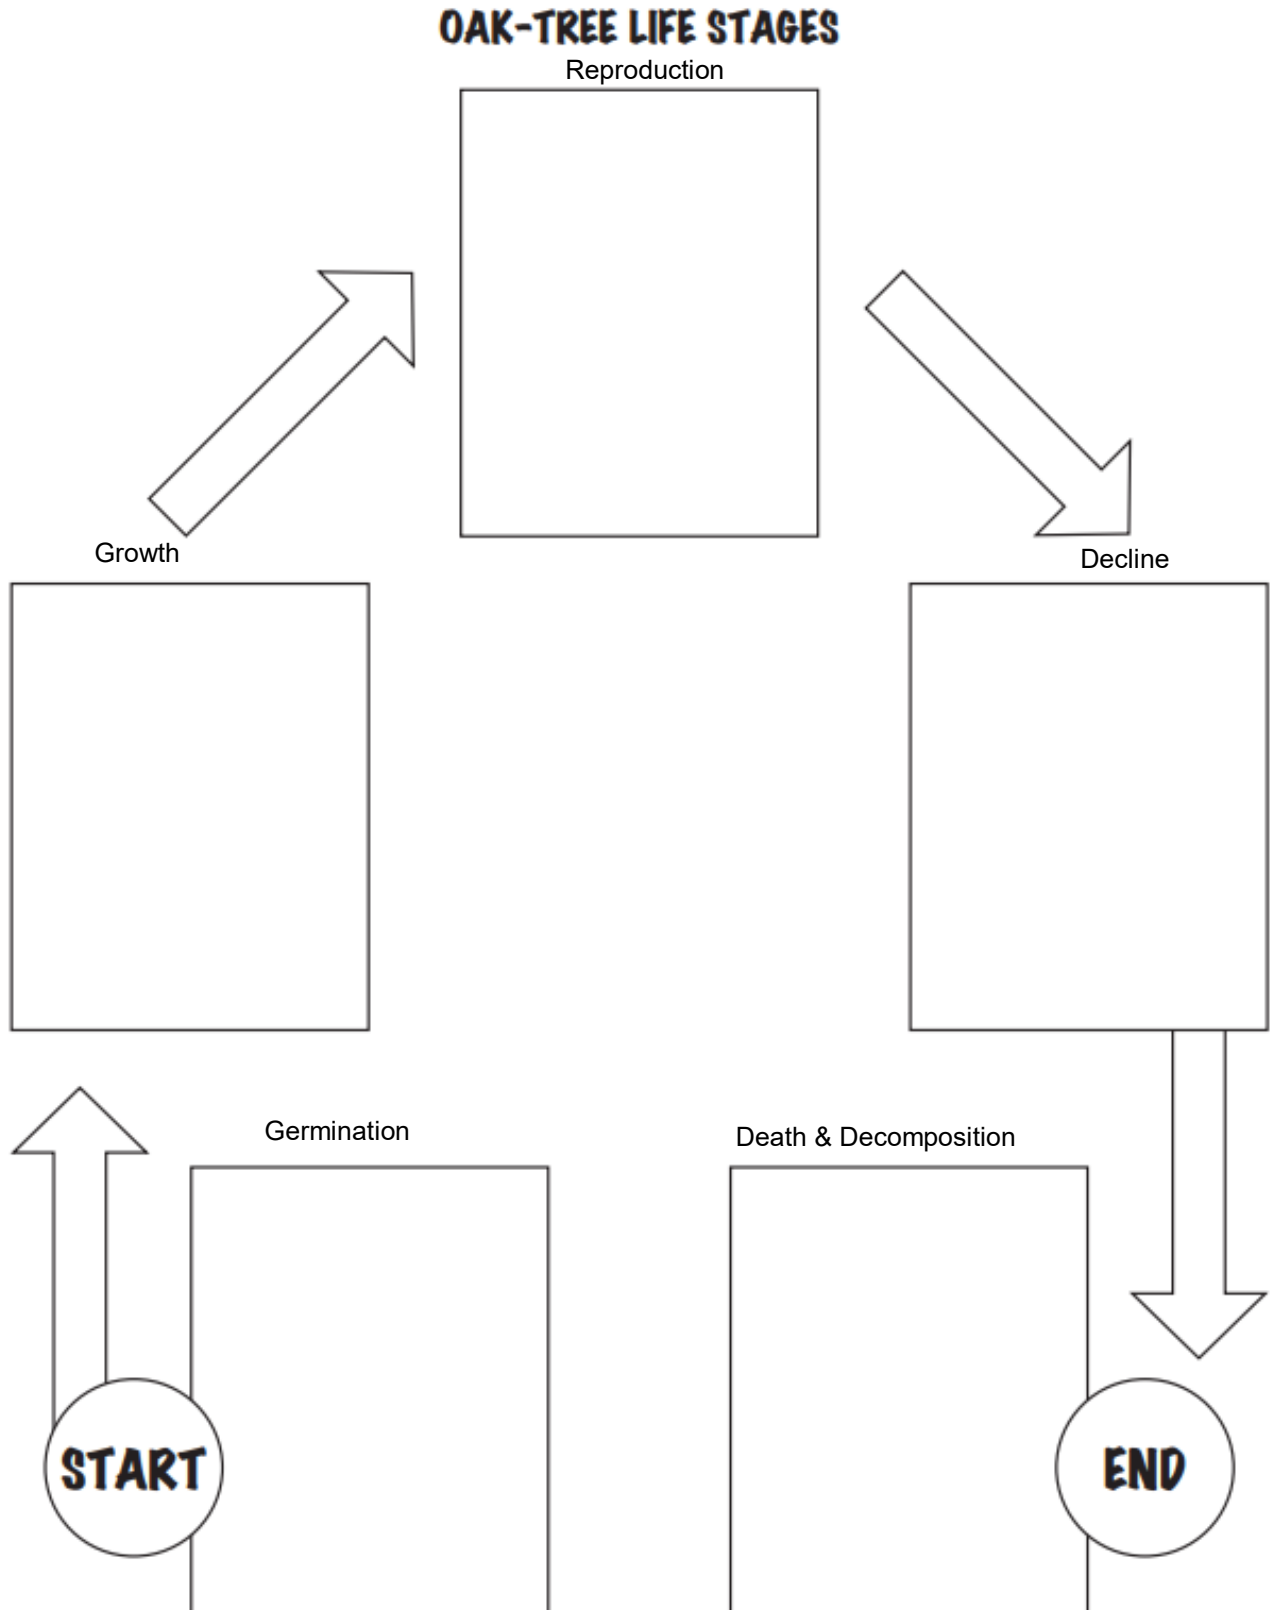 OAK-TREE LIFE STAGES
Reproduction
Growth
Decline
Germination
Death & Decomposition
START
END